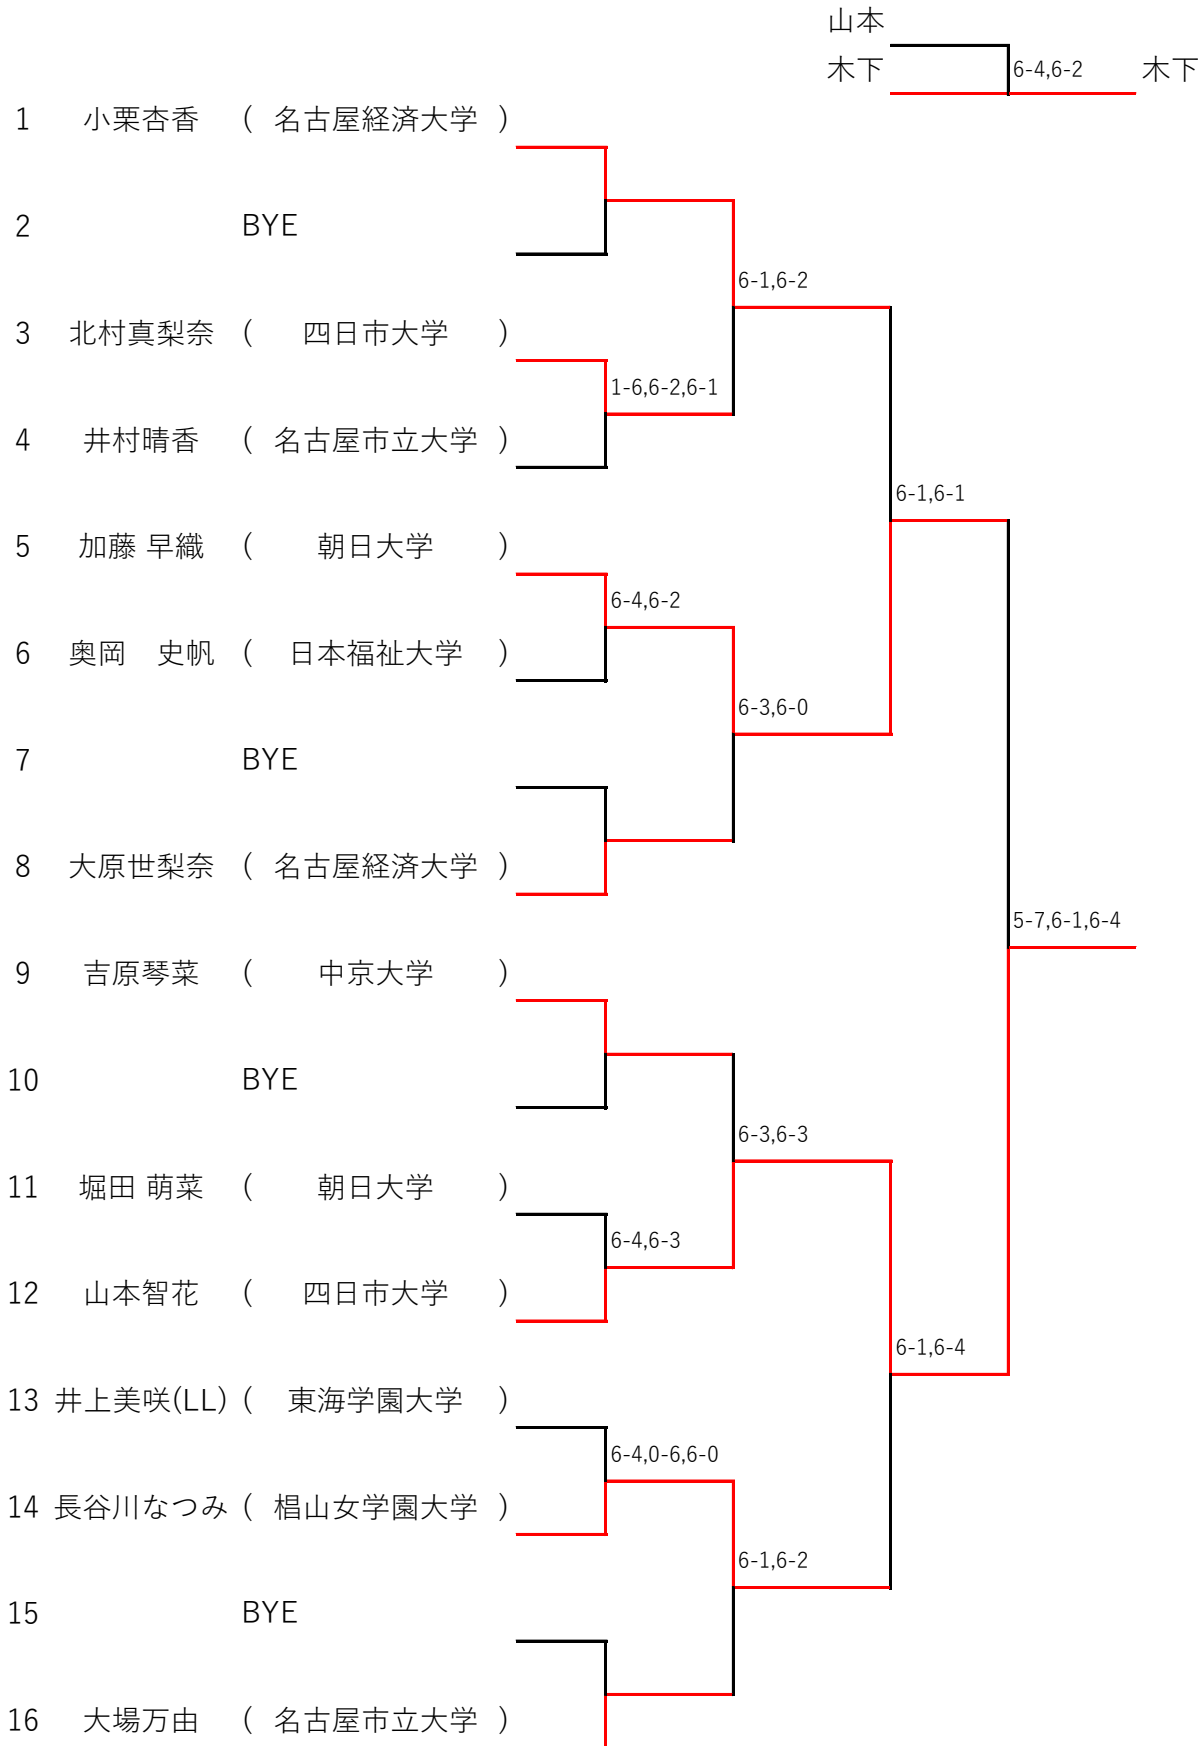 山本
木下 6-4,6-2 木下
1 小栗杏香 ( 名古屋経済大学 )
2 BYE
6-1,6-2
3 北村真梨奈 ( 四日市大学 )
1-6,6-2,6-1
4 井村晴香 ( 名古屋市立大学 )
6-1,6-1
5 加藤 早織 ( 朝日大学 )
6-4,6-2
6 奥岡　史帆 ( 日本福祉大学 )
6-3,6-0
7 BYE
8 大原世梨奈 ( 名古屋経済大学 )
5-7,6-1,6-4
9 吉原琴菜 ( 中京大学 )
10 BYE
6-3,6-3
11 堀田 萌菜 ( 朝日大学 )
6-4,6-3
12 山本智花 ( 四日市大学 )
6-1,6-4
13 井上美咲(LL) ( 東海学園大学 )
6-4,0-6,6-0
14 長谷川なつみ ( 椙山女学園大学 )
6-1,6-2
15 BYE
16 大場万由 ( 名古屋市立大学 )